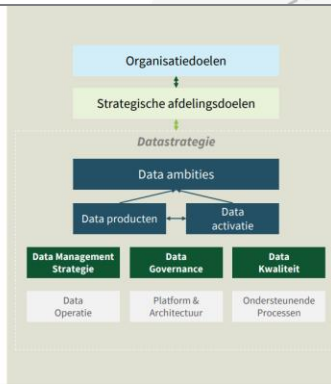 Organisatiedoelen
Strategische afdelingsdoelen
Datastrategie
Data ambities
Data producten
Data
activatie
Data Management
Strategie
Data
Governance
Data
Kwaliteit
Data
Operatie
Platform &
Architectuur
Ondersteunende
Processen